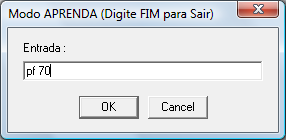 Modo APRENDA (Digite FIM para Sair)
Entrada :
pf 70
OK Cancel